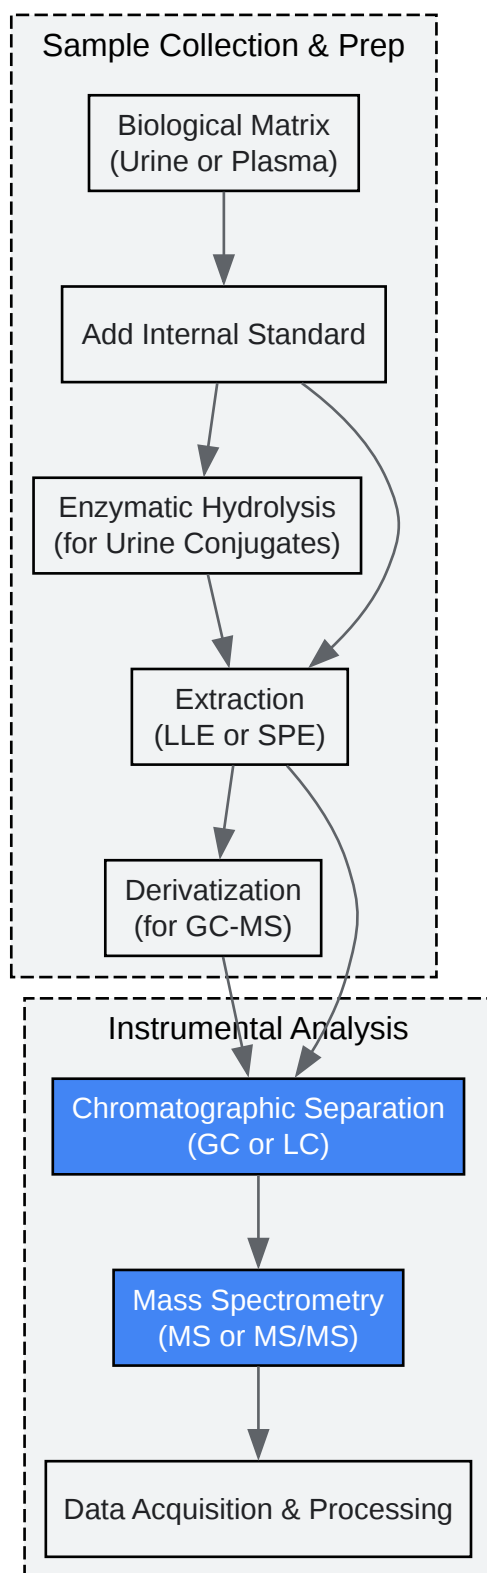 Sample Collection & Prep
Biological Matrix
(Urine or Plasma)
Add Internal Standard
Enzymatic Hydrolysis
(for Urine Conjugates)
Extraction
(LLE or SPE)
Derivatization
(for GC-MS)
Instrumental Analysis
Chromatographic Separation
(GC or LC)
Mass Spectrometry
(MS or MS/MS)
Data Acquisition & Processing